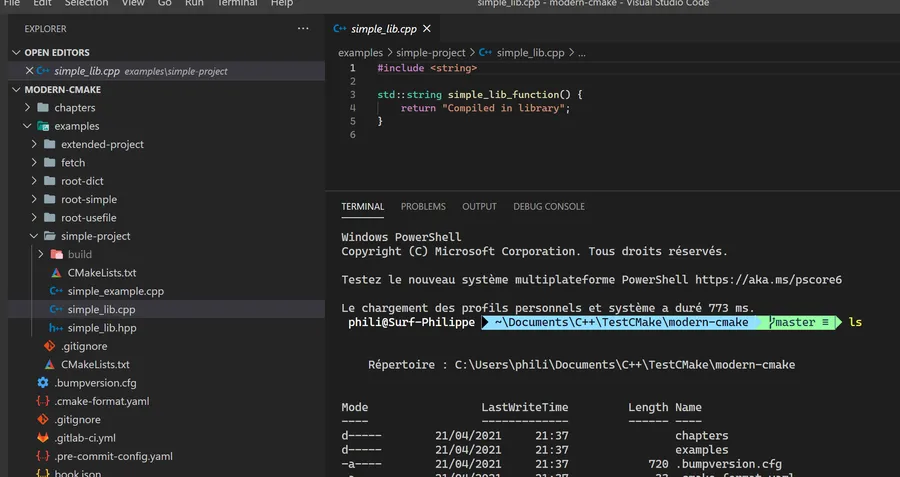 File Edit Selection View Go Run Terminal Help simple_lib.cpp - modern-cmake - Visual Studio Code
EXPLORER ···
OPEN EDITORS
simple_lib.cpp examples\simple-project
MODERN-CMAKE
chapters
examples
extended-project
fetch
root-dict
root-simple
root-usefile
simple-project
build
CMakeLists.txt
simple_example.cpp
simple_lib.cpp
simple_lib.hpp
.gitignore
CMakeLists.txt
.bumpversion.cfg
.cmake-format.yaml
.gitignore
.gitlab-ci.yml
.pre-commit-config.yaml
book.json
simple_lib.cpp
examples > simple-project > simple_lib.cpp > ...
1 #include <string>
2
3 std::string simple_lib_function() {
4 return "Compiled in library";
5 }
6
TERMINAL PROBLEMS OUTPUT DEBUG CONSOLE
Windows PowerShell
Copyright (C) Microsoft Corporation. Tous droits réservés.
Testez le nouveau système multiplateforme PowerShell https://aka.ms/pscore6
Le chargement des profils personnels et système a duré 773 ms.
phili@Surf-Philippe ~\Documents\C++\TestCMake\modern-cmake master ≡ ls
Répertoire : C:\Users\phili\Documents\C++\TestCMake\modern-cmake
Mode LastWriteTime Length Name
---- ------------- ------ ----
d----- 21/04/2021 21:37 chapters
d----- 21/04/2021 21:37 examples
-a---- 21/04/2021 21:37 720 .bumpversion.cfg